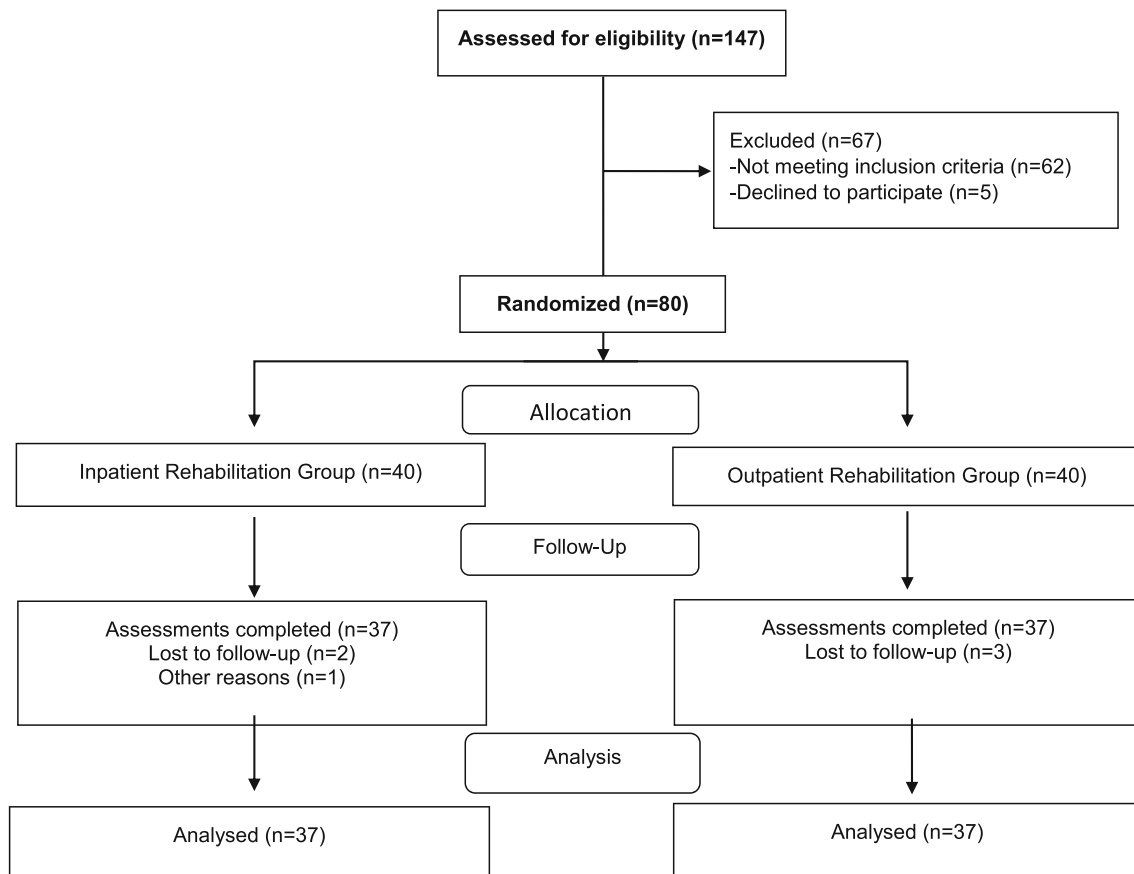 Assessed for eligibility (n=147)
Excluded (n=67)
-Not meeting inclusion criteria (n=62)
-Declined to participate (n=5)
Randomized (n=80)
Allocation
Inpatient Rehabilitation Group (n=40)
Outpatient Rehabilitation Group (n=40)
Follow-Up
Assessments completed (n=37)
Lost to follow-up (n=2)
Other reasons (n=1)
Assessments completed (n=37)
Lost to follow-up (n=3)
Analysis
Analysed (n=37)
Analysed (n=37)